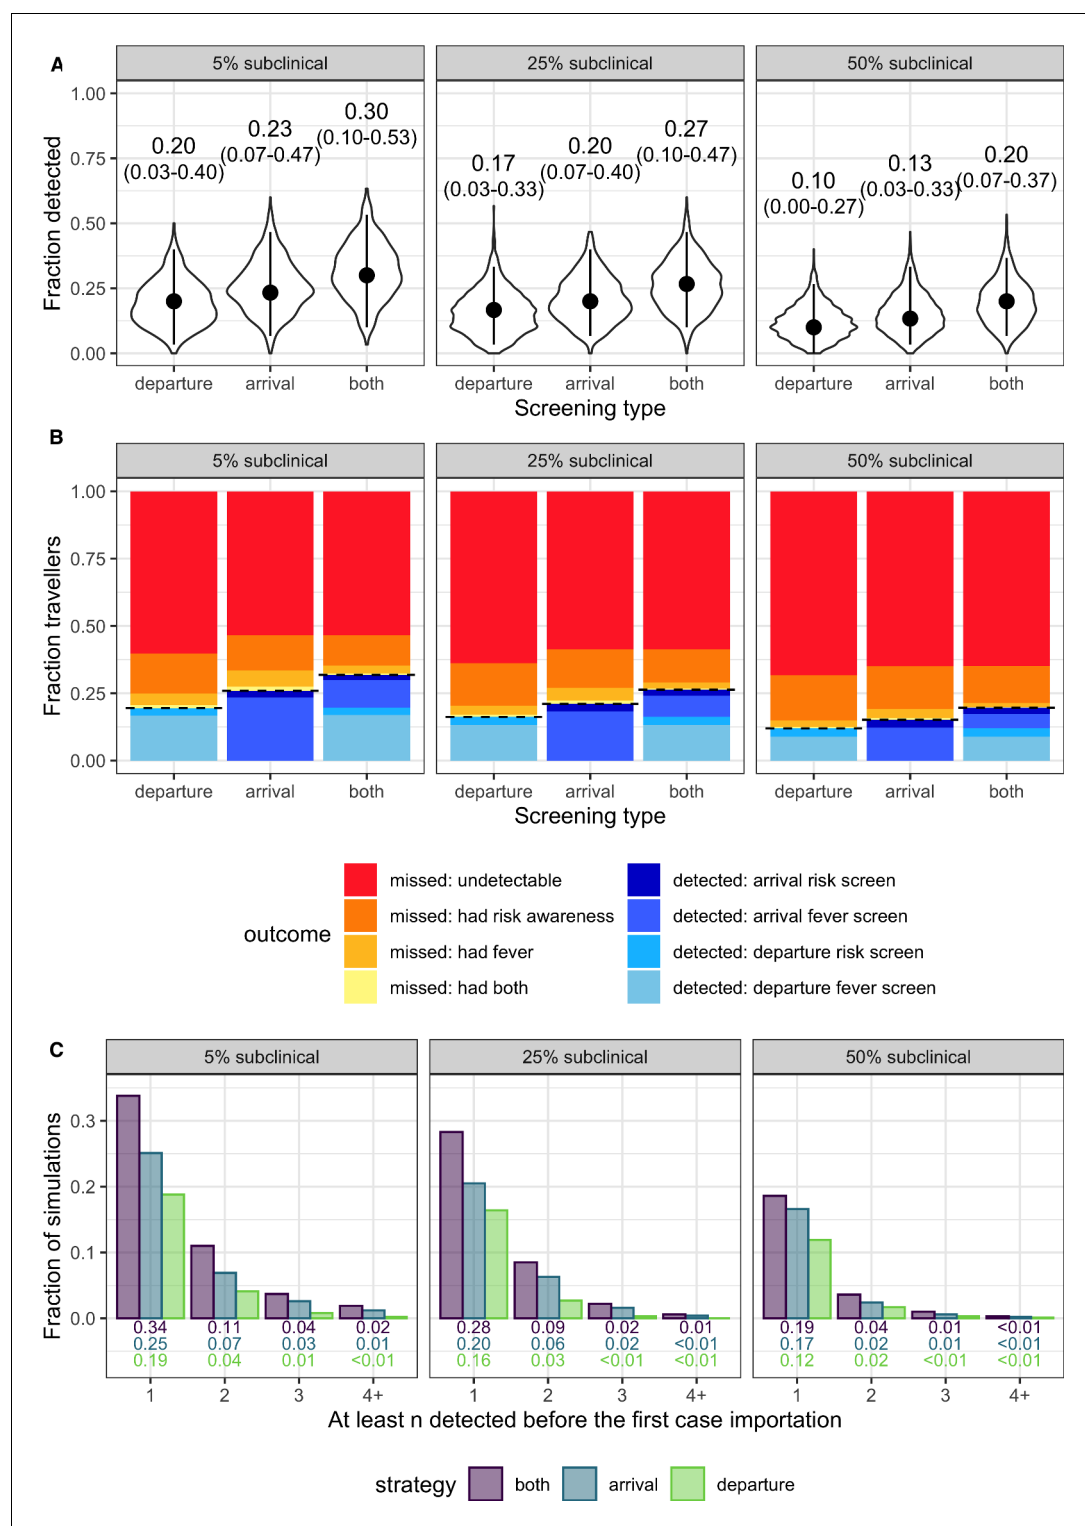 A
5% subclinical
25% subclinical
50% subclinical
Fraction detected
1.00
0.75
0.50
0.25
0.00
0.20
(0.03-0.40)
0.23
(0.07-0.47)
0.30
(0.10-0.53)
0.17
(0.03-0.33)
0.20
(0.07-0.40)
0.27
(0.10-0.47)
0.10
(0.00-0.27)
0.13
(0.03-0.33)
0.20
(0.07-0.37)
departure arrival both
departure arrival both
departure arrival both
Screening type
B
5% subclinical
25% subclinical
50% subclinical
Fraction travellers
1.00
0.75
0.50
0.25
0.00
departure arrival both
departure arrival both
departure arrival both
Screening type
outcome
missed: undetectable
missed: had risk awareness
missed: had fever
missed: had both
detected: arrival risk screen
detected: arrival fever screen
detected: departure risk screen
detected: departure fever screen
C
5% subclinical
25% subclinical
50% subclinical
Fraction of simulations
0.3
0.2
0.1
0.0
0.34 0.11 0.04 0.02
0.25 0.07 0.03 0.01
0.19 0.04 0.01 <0.01
0.28 0.09 0.02 0.01
0.20 0.06 0.02 <0.01
0.16 0.03 <0.01 <0.01
0.19 0.04 0.01 <0.01
0.17 0.02 0.01 <0.01
0.12 0.02 <0.01 <0.01
1 2 3 4+
1 2 3 4+
1 2 3 4+
At least n detected before the first case importation
strategy both arrival departure